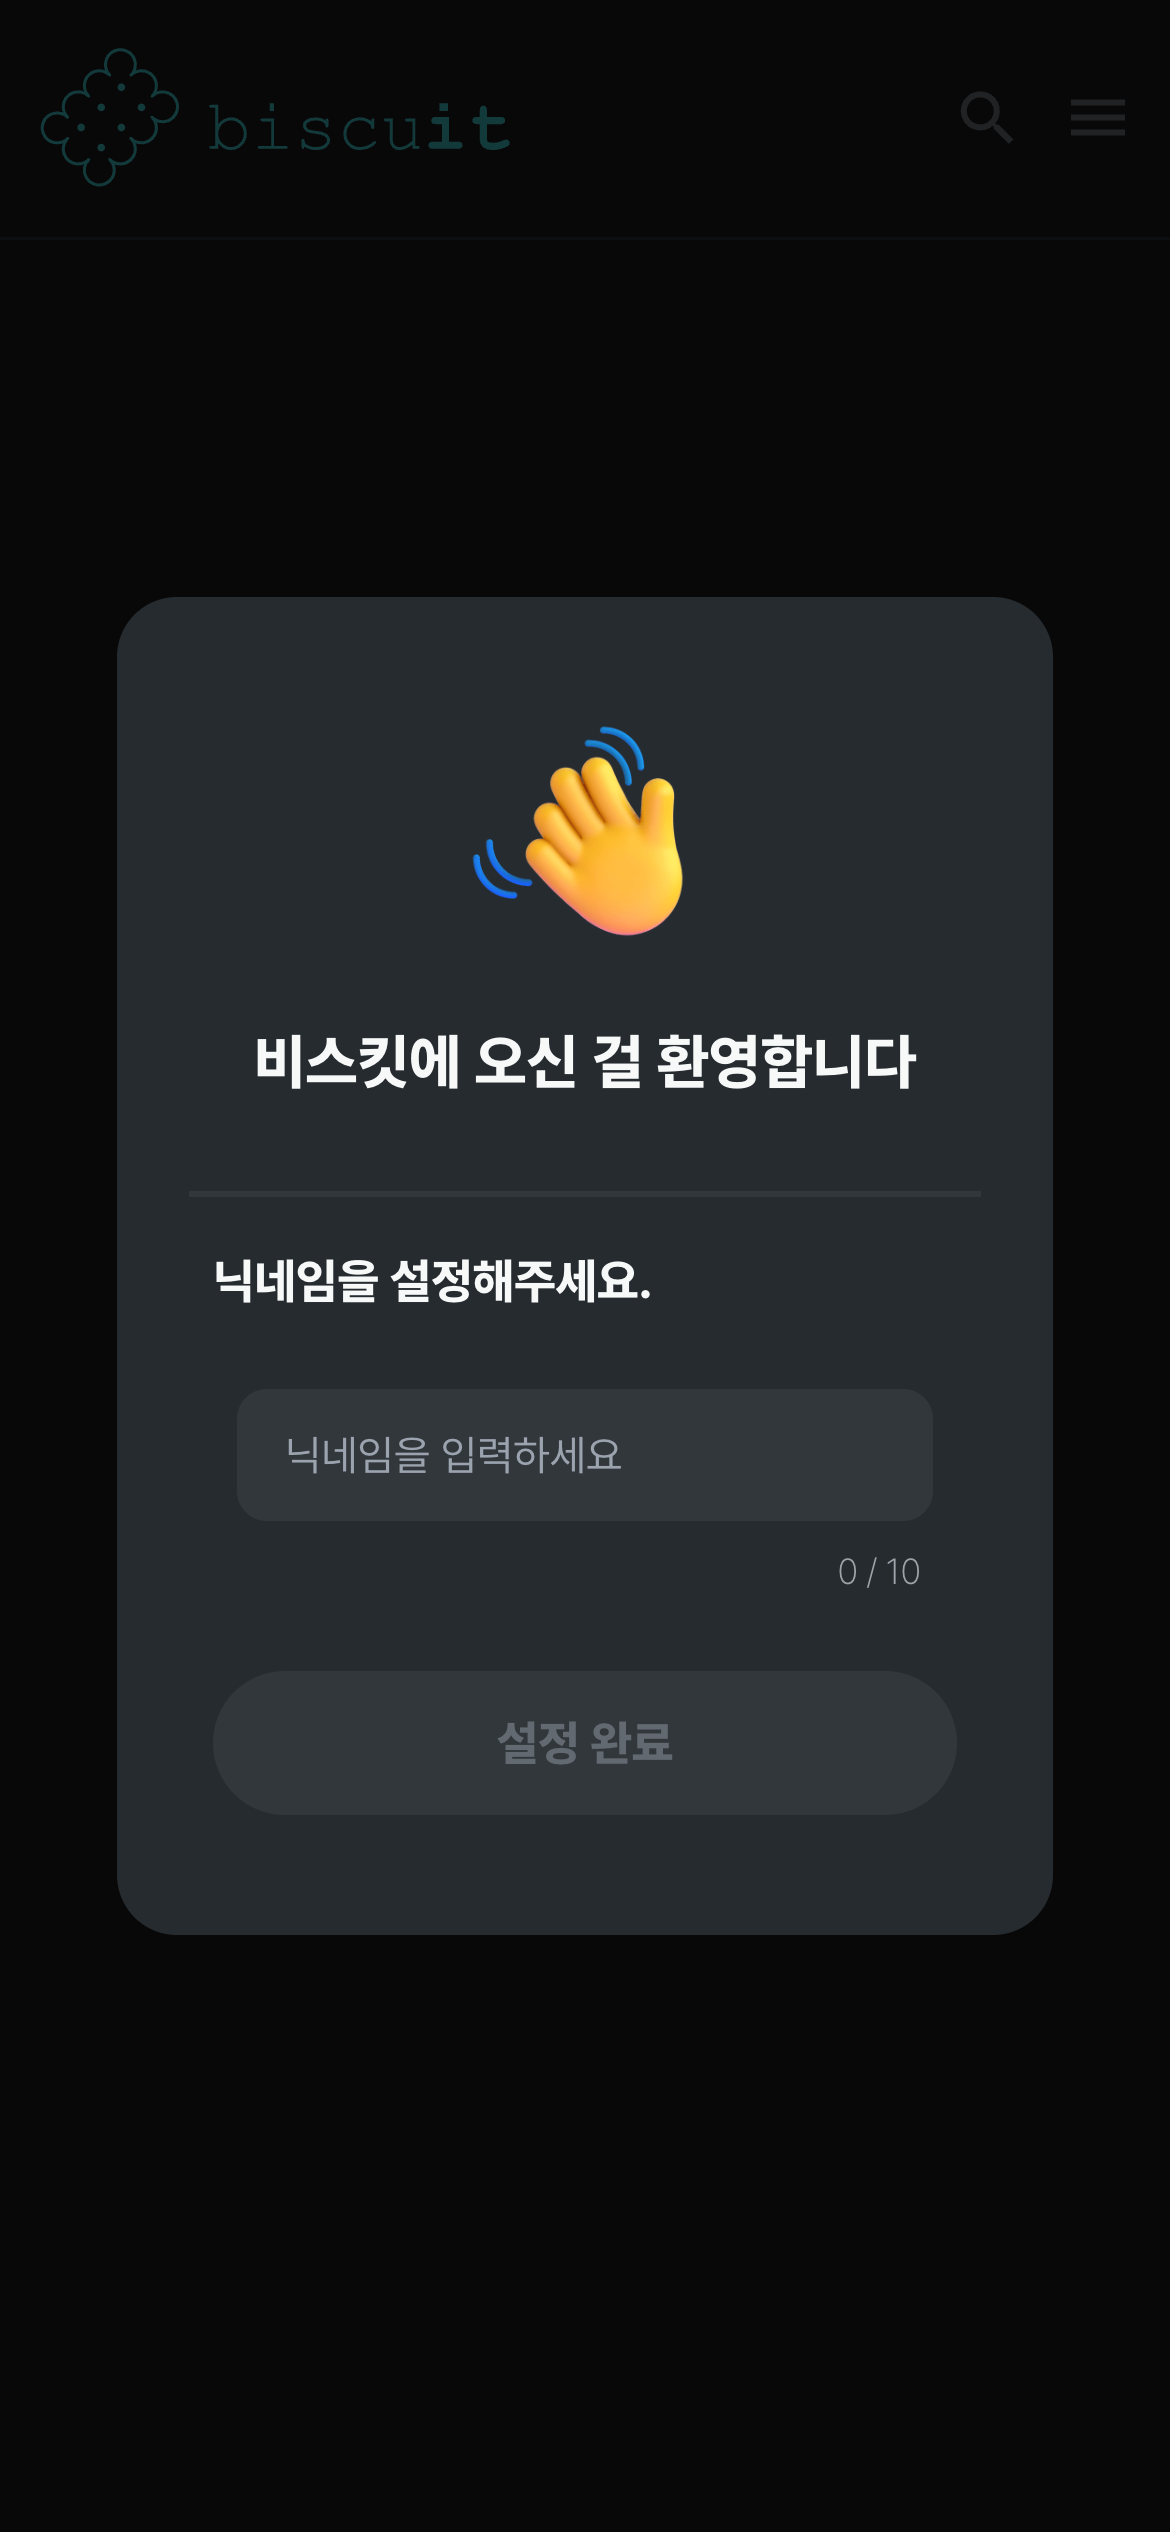 biscuit
비스킷에 오신 걸 환영합니다
닉네임을 설정해주세요.
닉네임을 입력하세요
0 / 10
설정 완료